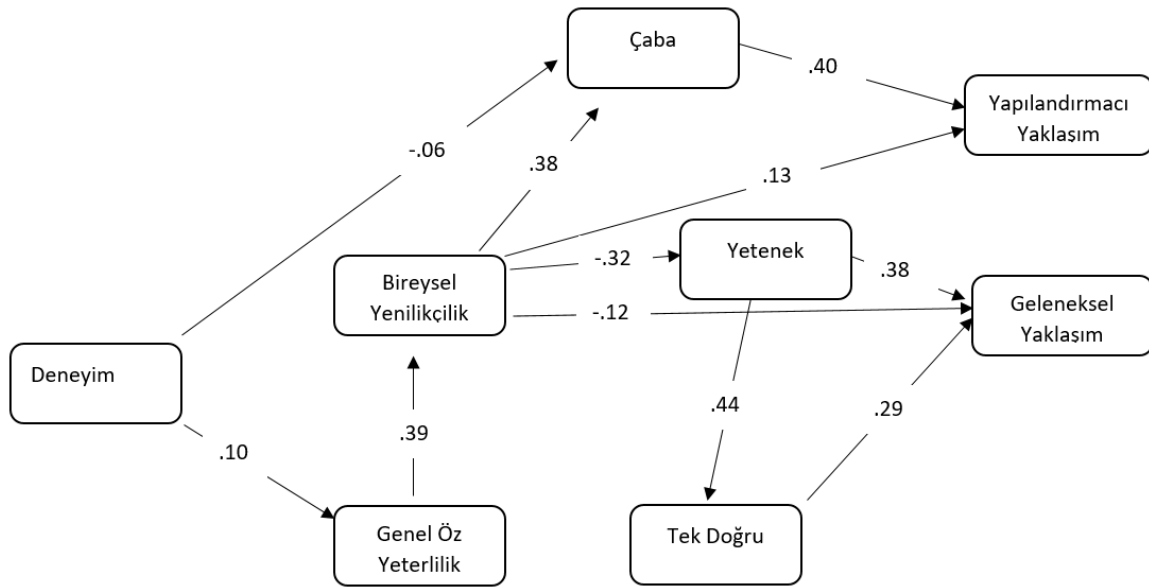 Çaba
.40
Yapılandırmacı
Yaklaşım
-.06
.38
.13
Yetenek
-.32
.38
Bireysel
Yenilikçilik
-.12
Geleneksel
Yaklaşım
Deneyim
.44
.29
.39
.10
Genel Öz
Yeterlilik
Tek Doğru